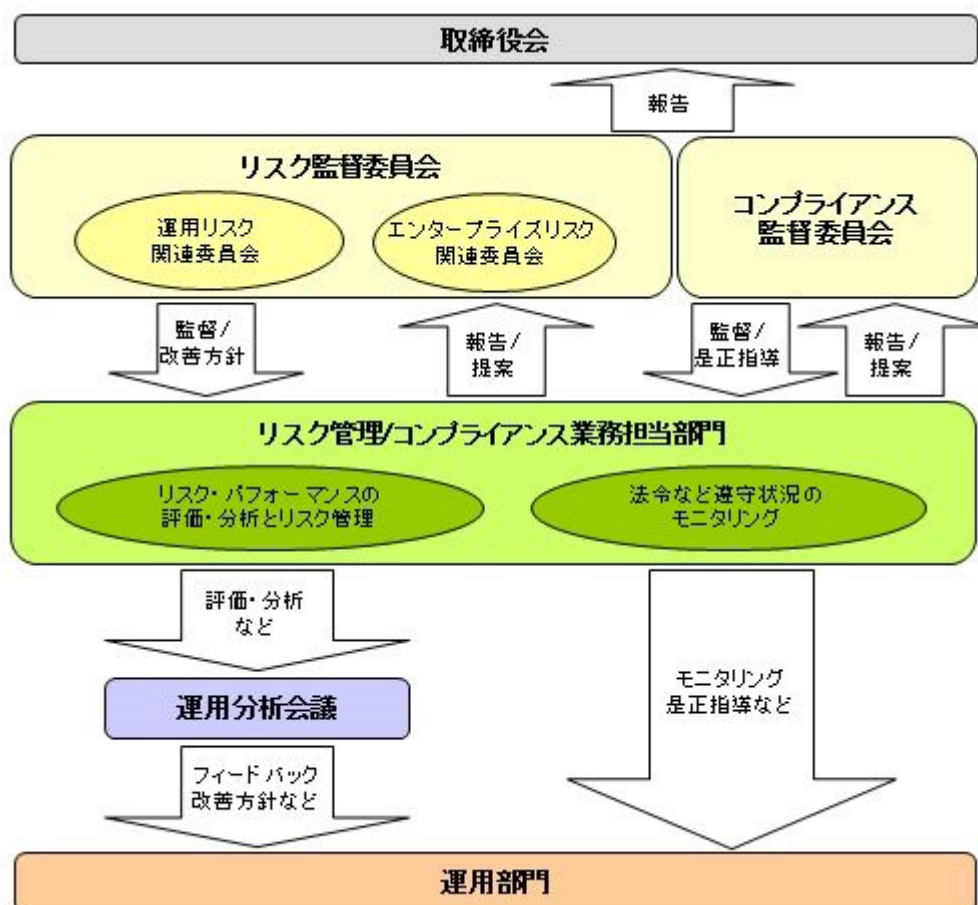 取締役会
報告
リスク監督委員会
運用リスク
関連委員会
エンタープライズリスク
関連委員会
コンプライアンス
監督委員会
監督/
改善方針
報告/
提案
監督/
是正指導
報告/
提案
リスク管理/コンプライアンス業務担当部門
リスク・パフォーマンスの
評価・分析とリスク管理
法令など遵守状況の
モニタリング
評価・分析
など
運用分析会議
モニタリング
是正指導など
フィードバック
改善方針など
運用部門